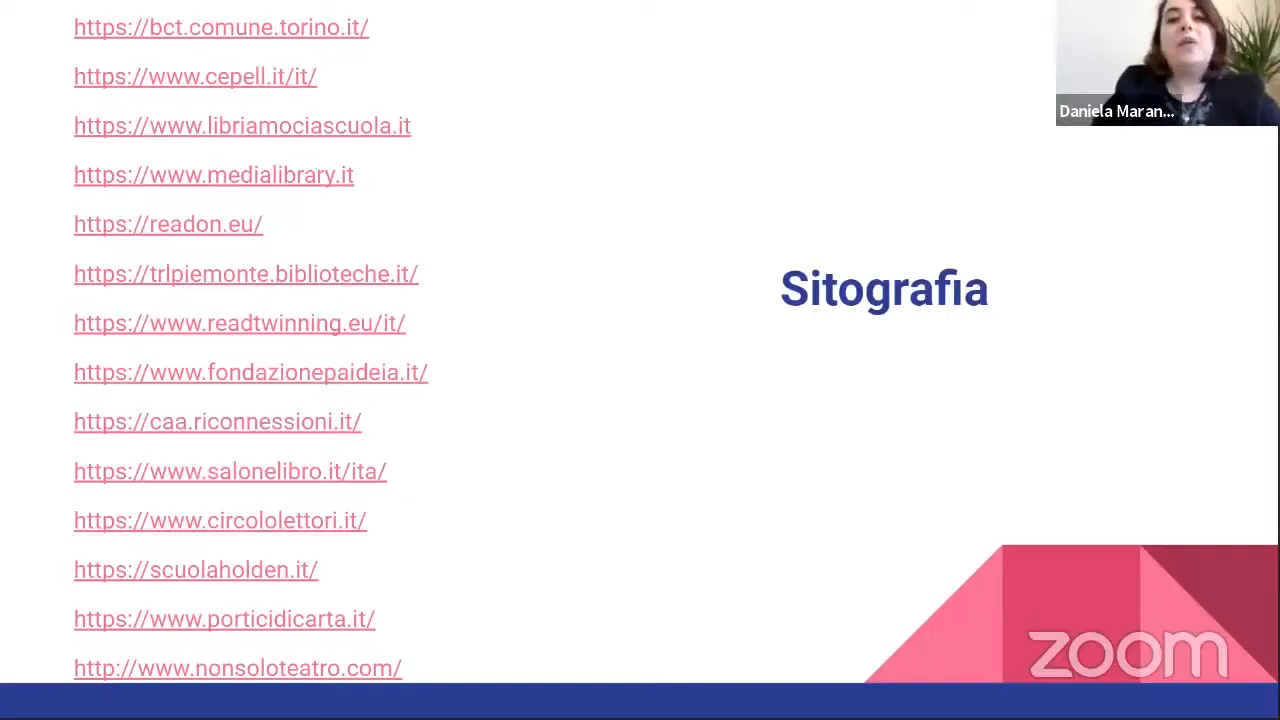 https://bct.comune.torino.it/
https://www.cepell.it/it/
https://www.libriamociascuola.it
https://www.medialibrary.it
https://readon.eu/
https://trlpiemonte.biblioteche.it/
https://www.readtwinning.eu/it/
https://www.fondazionepaideia.it/
https://caa.riconnessioni.it/
https://www.salonelibro.it/ita/
https://www.circololettori.it/
https://scuolaholden.it/
https://www.porticidicarta.it/
http://www.nonsoloteatro.com/
Sitografia
Daniela Maran...
zoom